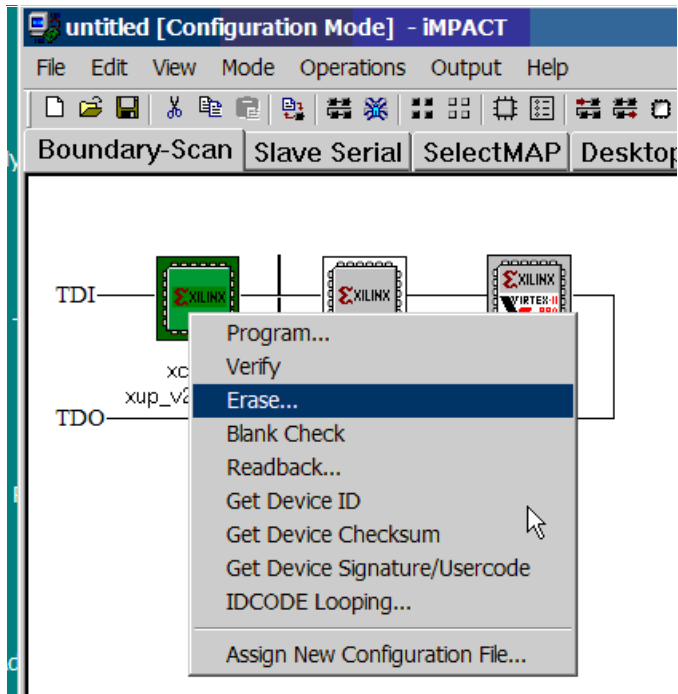 untitled [Configuration Mode] - iMPACT
File Edit View Mode Operations Output Help
Boundary-Scan Slave Serial SelectMAP Desktop
TDI
XILINX XILINX XILINX
VIRTEX-II
PRO
xc
xup_v2
TDO
Program...
Verify
Erase...
Blank Check
Readback...
Get Device ID
Get Device Checksum
Get Device Signature/Usercode
IDCODE Looping...
Assign New Configuration File...